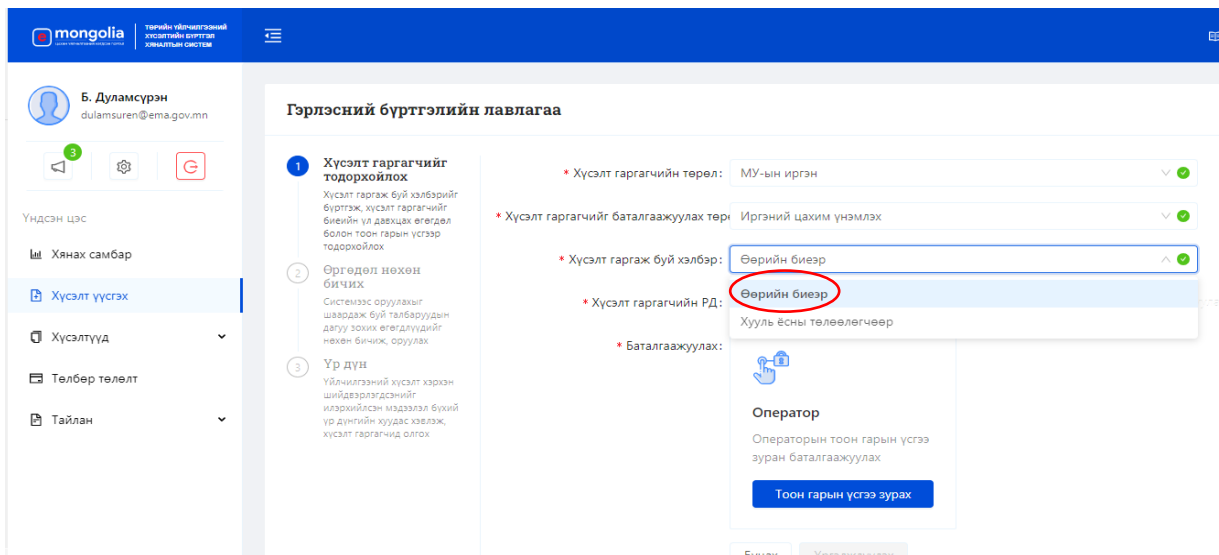 e mongolia
ТӨРИЙН ҮЙЛЧИЛГЭЭНИЙ
ХҮСЭЛТИЙН БҮРТГЭЛ
ХЯНАЛТЫН СИСТЕМ
Б. Дуламсүрэн
dulamsuren@ema.gov.mn
3
Үндсэн цэс
Хянах самбар
Хүсэлт үүсгэх
Хүсэлтүүд
Төлбөр төлөлт
Тайлан
Гэрлэсний бүртгэлийн лавлагаа
1
Хүсэлт гаргагчийг
тодорхойлох
Хүсэлт гаргаж буй хэлбэрийг
бүртгэж, хүсэлт гаргагчийг
биеийн үл давхцах өгөгдөл
болон тоон гарын үсгээр
тодорхойлох
2
Өргөдөл нөхөн
бичих
Системээс оруулахыг
шаардаж буй талбаруудын
дагуу зохих өгөгдлүүдийг
нөхөн бичиж, оруулах
3
Үр дүн
Үйлчилгээний хүсэлт хэрхэн
шийдвэрлэгдсэнийг
илэрхийлсэн мэдээлэл бүхий
үр дүнгийн хуудас хэвлэж,
хүсэлт гаргагчид олгох
* Хүсэлт гаргагчийн төрөл: МУ-ын иргэн
* Хүсэлт гаргагчийг баталгаажуулах төр Иргэний цахим үнэмлэх
* Хүсэлт гаргаж буй хэлбэр: Өөрийн биеэр
Өөрийн биеэр
* Хүсэлт гаргагчийн РД:
Хууль ёсны төлөөлөгчөөр
* Баталгаажуулах:
Оператор
Операторын тоон гарын үсгээ
зуран баталгаажуулах
Тоон гарын үсгээ зурах